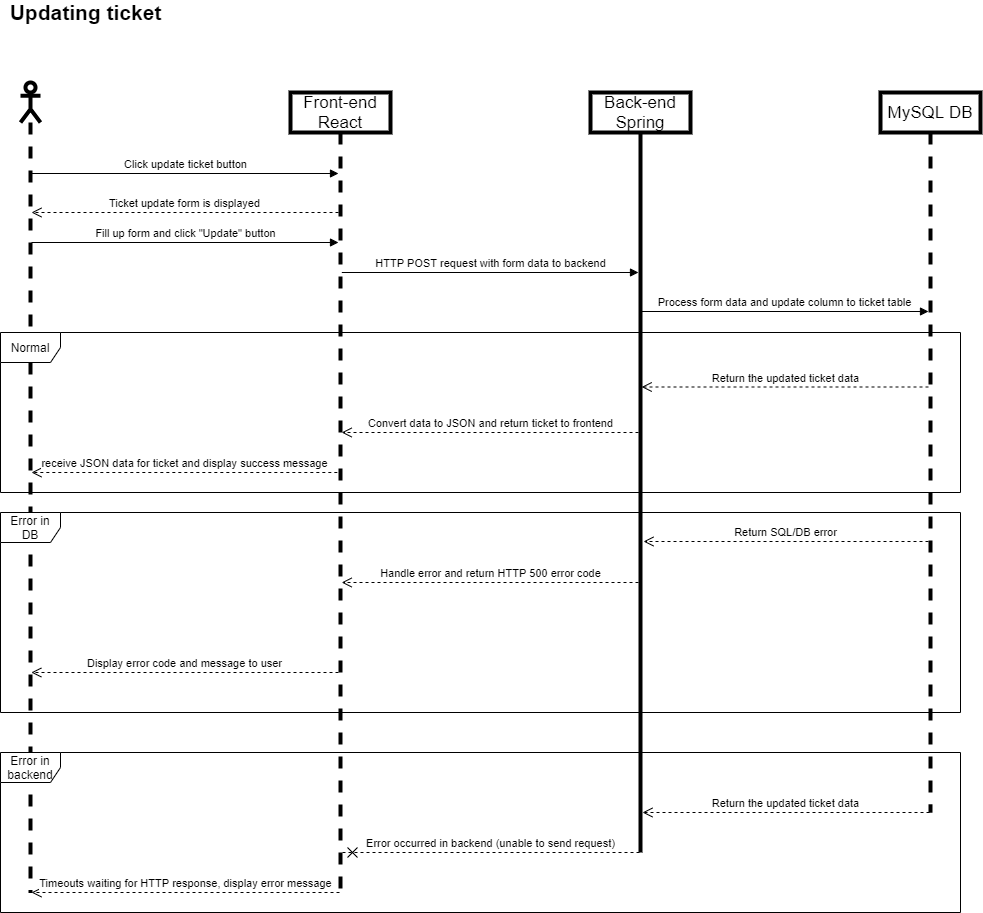 Updating ticket
Front-end
React
Back-end
Spring
MySQL DB
Click update ticket button
Ticket update form is displayed
Fill up form and click "Update" button
HTTP POST request with form data to backend
Process form data and update column to ticket table
Normal
Return the updated ticket data
Convert data to JSON and return ticket to frontend
receive JSON data for ticket and display success message
Error in
DB
Return SQL/DB error
Handle error and return HTTP 500 error code
Display error code and message to user
Error in
backend
Return the updated ticket data
Error occurred in backend (unable to send request)
Timeouts waiting for HTTP response, display error message